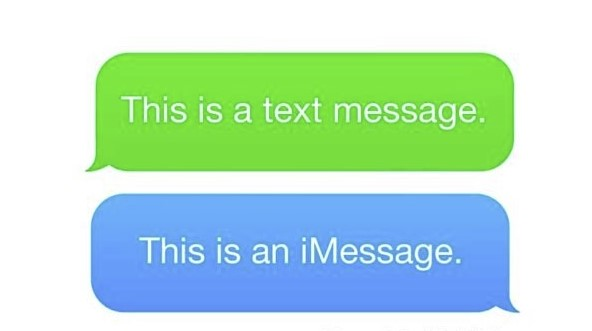 This is a text message.
This is an iMessage.